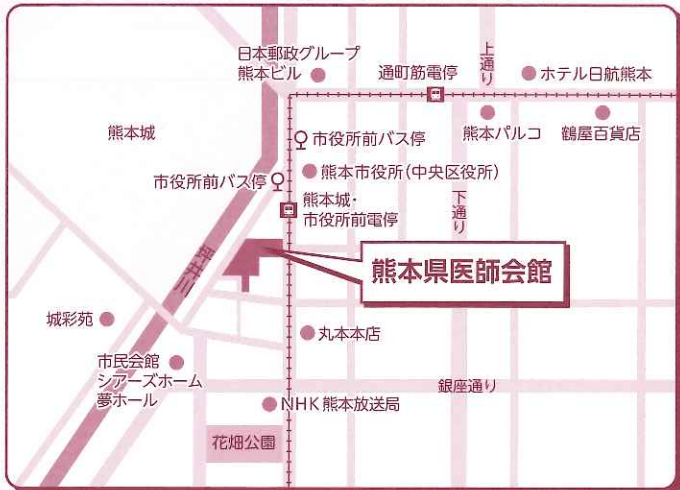 日本郵政グループ
熊本ビル
通町筋電停
上通り
ホテル日航熊本
熊本城
市役所前バス停
熊本パルコ
鶴屋百貨店
市役所前バス停
熊本市役所(中央区役所)
熊本城・
市役所前電停
下通り
坪井川
熊本県医師会館
城彩苑
丸本本店
市民会館
シアーズホーム
夢ホール
銀座通り
NHK熊本放送局
花畑公園